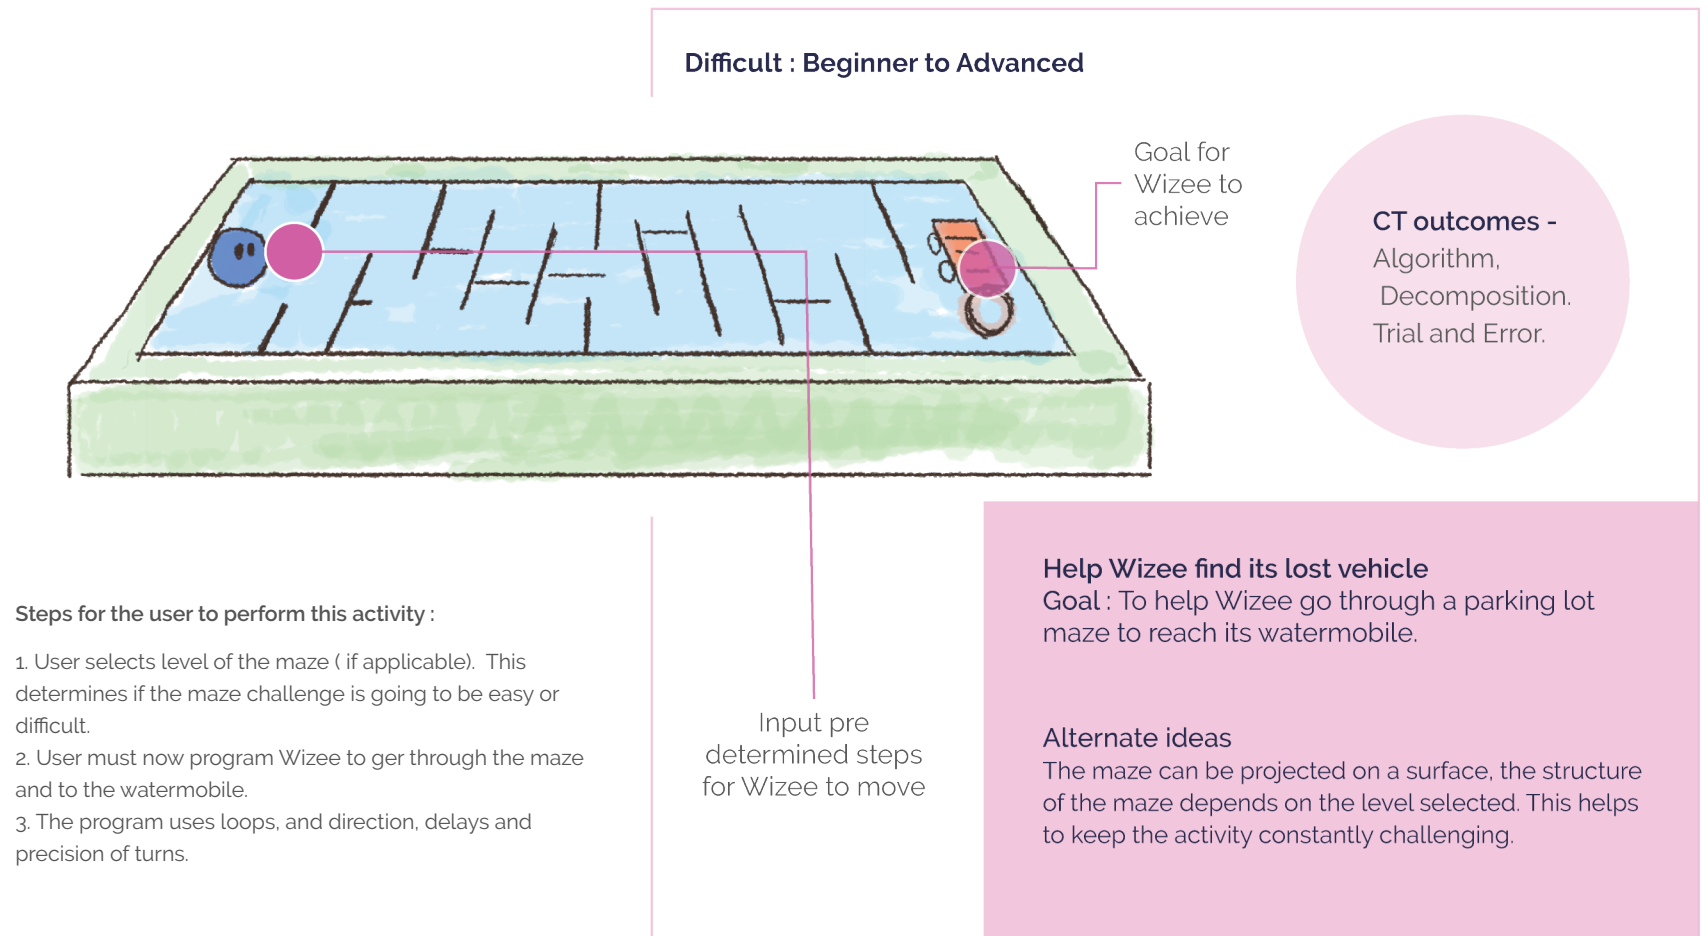 Difficult : Beginner to Advanced
Goal for
Wizee to
achieve
CT outcomes -
Algorithm,
Decomposition.
Trial and Error.
Steps for the user to perform this activity :
1. User selects level of the maze ( if applicable).  This
determines if the maze challenge is going to be easy or
difficult.
2. User must now program Wizee to ger through the maze
and to the watermobile.
3. The program uses loops, and direction, delays and
precision of turns.
Input pre
determined steps
for Wizee to move
Help Wizee find its lost vehicle
Goal : To help Wizee go through a parking lot
maze to reach its watermobile.
Alternate ideas
The maze can be projected on a surface, the structure
of the maze depends on the level selected. This helps
to keep the activity constantly challenging.